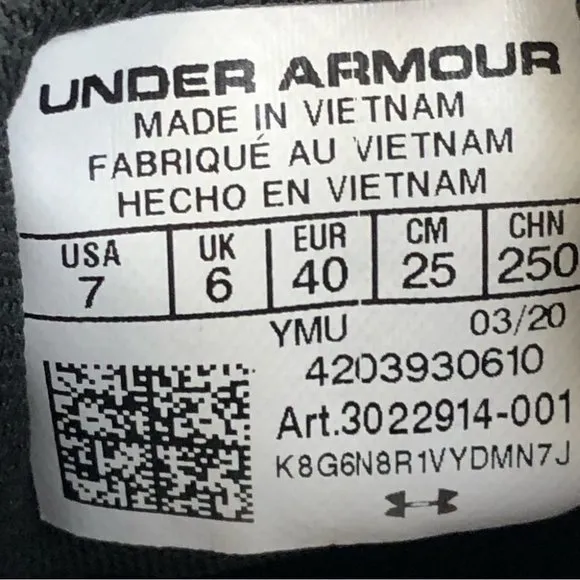 UNDER ARMOUR
MADE IN VIETNAM
FABRIQUÉ AU VIETNAM
HECHO EN VIETNAM
USA UK EUR CM CHN
7 6 40 25 250
YMU 03/20
4203930610
Art.3022914-001
K8G6N8R1VYDMN7J